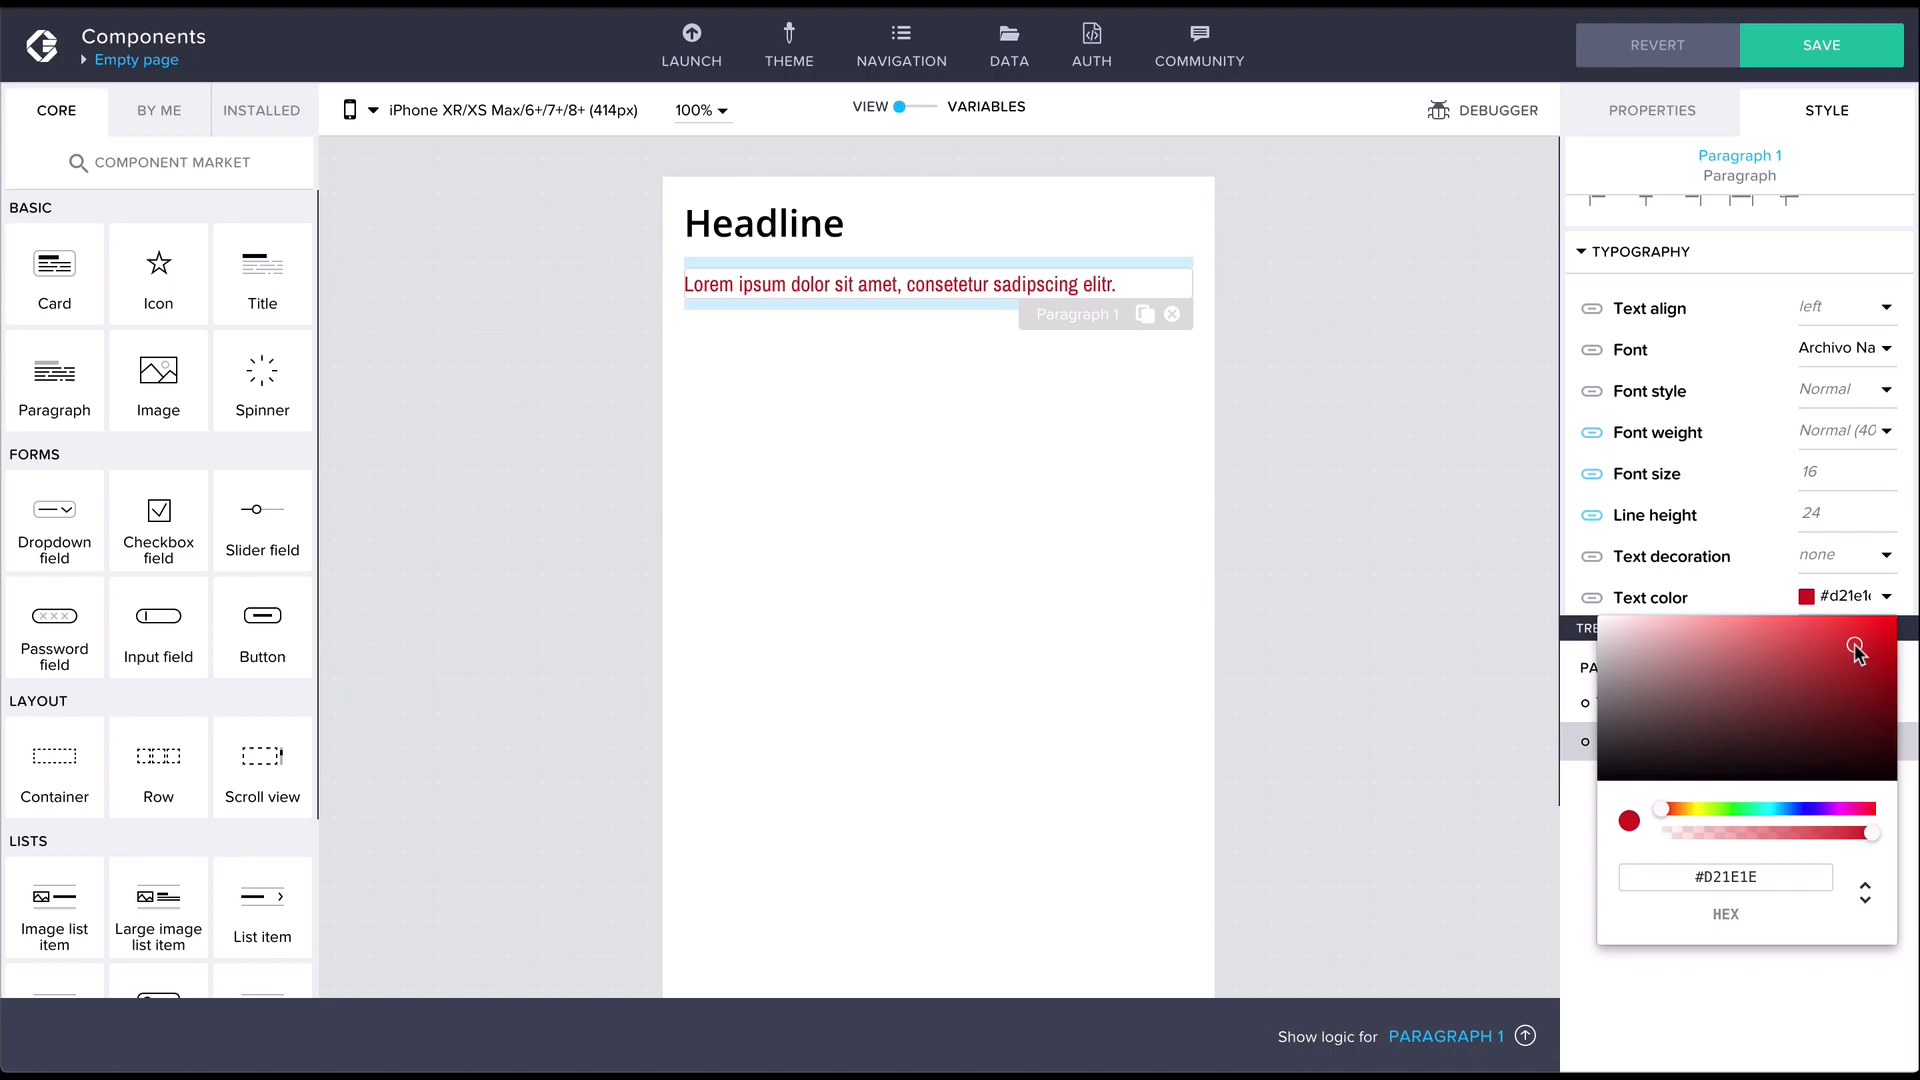 Components
Empty page
LAUNCH
THEME
NAVIGATION
DATA
AUTH
COMMUNITY
REVERT
SAVE
CORE
BY ME
INSTALLED
iPhone XR/XS Max/6+/7+/8+ (414px)
100%
VIEW
VARIABLES
DEBUGGER
PROPERTIES
STYLE
COMPONENT MARKET
BASIC
Card
Icon
Title
Paragraph
Image
Spinner
FORMS
Dropdown
field
Checkbox
field
Slider field
Password
field
Input field
Button
LAYOUT
Container
Row
Scroll view
LISTS
Image list
item
Large image
list item
List item
Headline
Lorem ipsum dolor sit amet, consetetur sadipscing elitr.
Paragraph 1
Paragraph 1
Paragraph
TYPOGRAPHY
Text align
left
Font
Archivo Na
Font style
Normal
Font weight
Normal (40
Font size
16
Line height
24
Text decoration
none
Text color
#d21e1
TRE
PA
#D21E1E
HEX
Show logic for PARAGRAPH 1